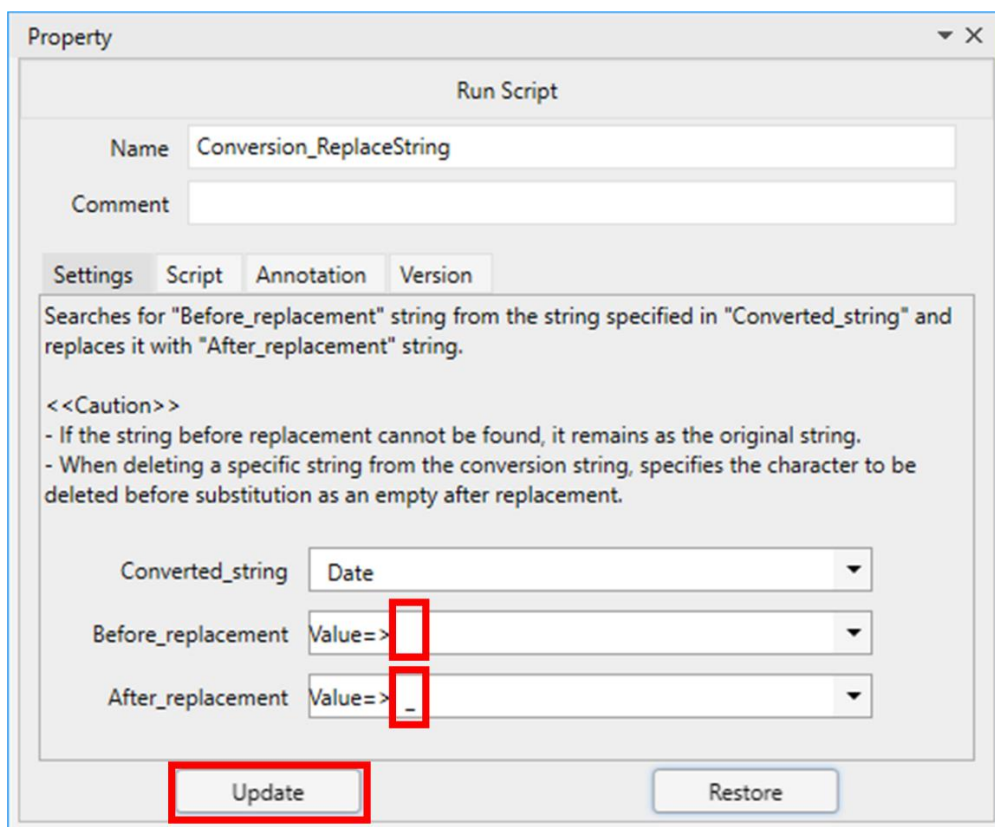 Property
Run Script
Name Conversion_ReplaceString
Comment
Settings Script Annotation Version
Searches for "Before_replacement" string from the string specified in "Converted_string" and
replaces it with "After_replacement" string.
<<Caution>>
- If the string before replacement cannot be found, it remains as the original string.
- When deleting a specific string from the conversion string, specifies the character to be
deleted before substitution as an empty after replacement.
Converted_string Date
Before_replacement Value=>
After_replacement Value=> _
Update Restore